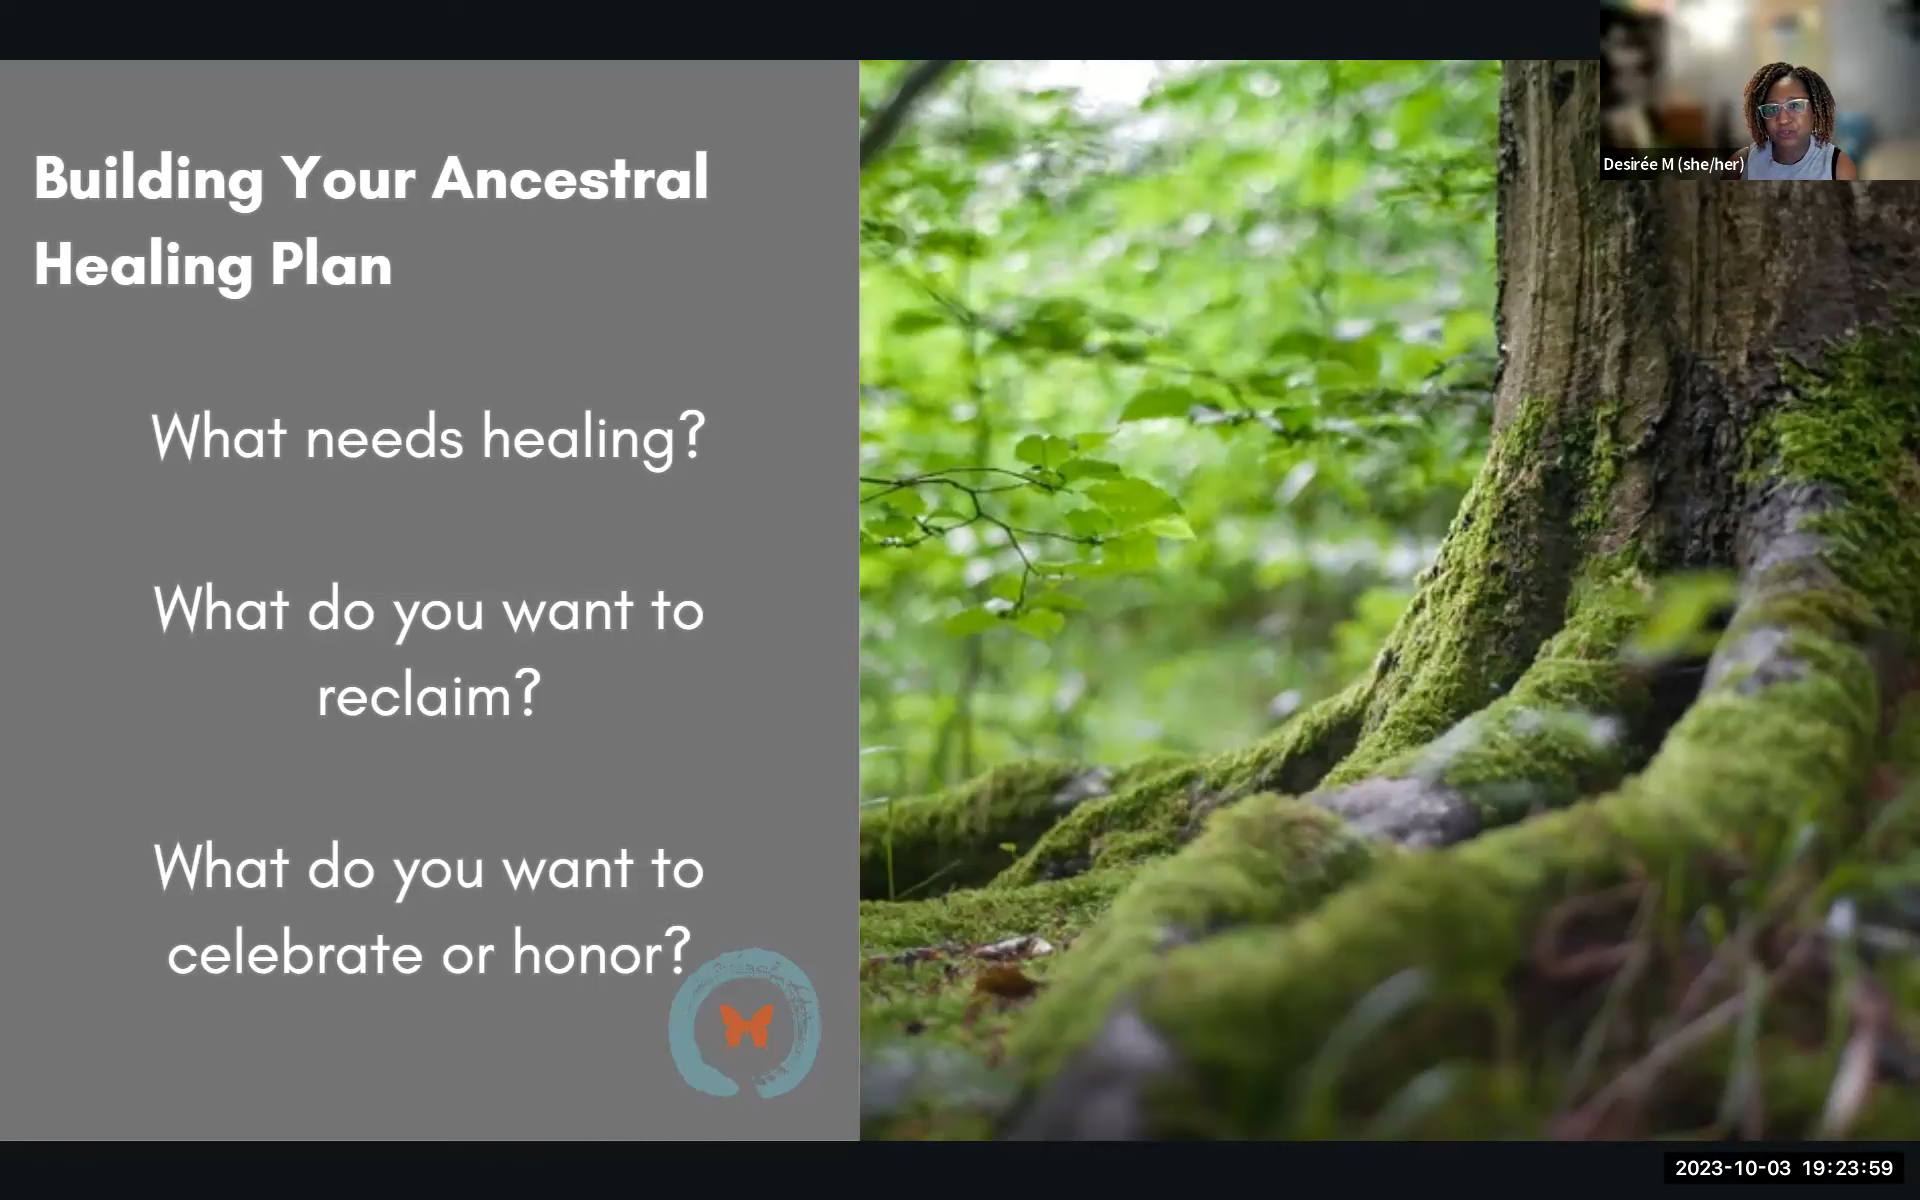 Building Your Ancestral
Healing Plan
What needs healing?
What do you want to
reclaim?
What do you want to
celebrate or honor?
Desirée M (she/her)
2023-10-03 19:23:59